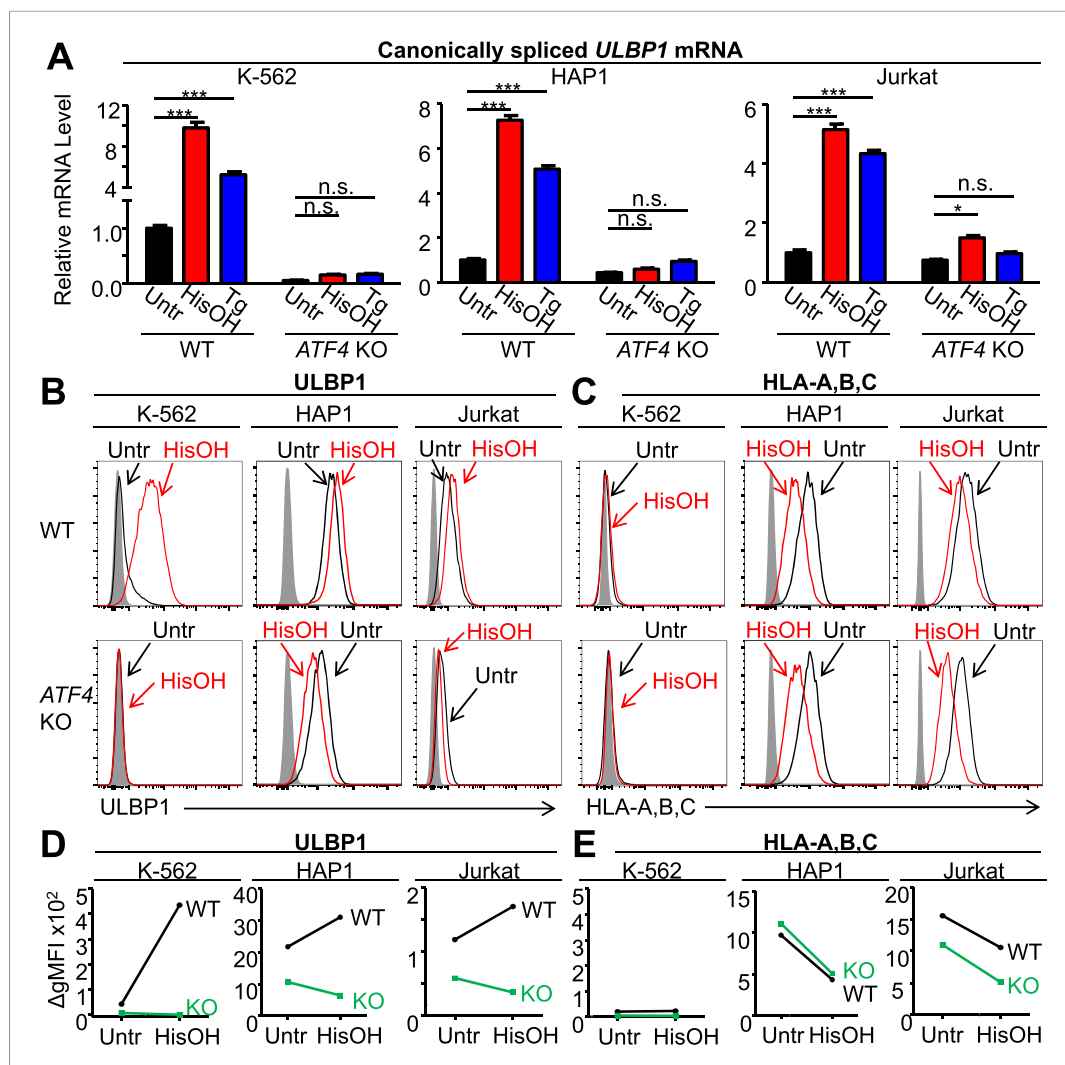 A
Canonically spliced ULBP1 mRNA
K-562
HAP1
Jurkat
Relative mRNA Level
12
8
4
1.0
0.0
***
***
n.s.
n.s.
Untr
HisOH
Tg
Untr
HisOH
Tg
WT
ATF4 KO
8
6
4
2
0
***
***
n.s.
n.s.
Untr
HisOH
Tg
Untr
HisOH
Tg
WT
ATF4 KO
6
4
2
0
***
***
n.s.
*
Untr
HisOH
Tg
Untr
HisOH
Tg
WT
ATF4 KO
B
ULBP1
K-562
HAP1
Jurkat
Untr
HisOH
Untr
HisOH
Untr
HisOH
WT
Untr
HisOH
HisOH
Untr
HisOH
Untr
ATF4
KO
ULBP1
C
HLA-A,B,C
K-562
HAP1
Jurkat
Untr
HisOH
HisOH
Untr
HisOH
Untr
Untr
HisOH
HisOH
Untr
HisOH
Untr
HLA-A,B,C
D
ULBP1
K-562
HAP1
Jurkat
ΔgMFI x10²
5
4
3
2
1
0
WT
KO
Untr
HisOH
40
30
20
10
0
WT
KO
Untr
HisOH
2
1
0
WT
KO
Untr
HisOH
E
HLA-A,B,C
K-562
HAP1
Jurkat
5
4
3
2
1
0
Untr
HisOH
15
10
5
0
KO
WT
Untr
HisOH
20
15
10
5
0
WT
KO
Untr
HisOH